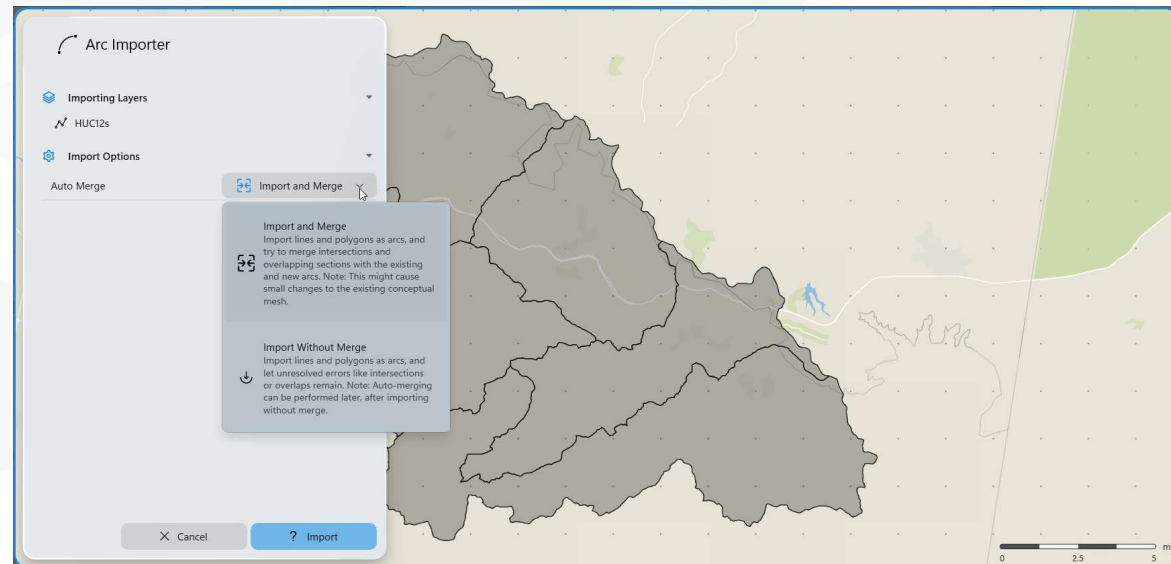 Arc Importer
Importing Layers
HUC12s
Import Options
Auto Merge
Import and Merge
Import and Merge
Import lines and polygons as arcs, and
try to merge intersections and
overlapping sections with the existing
and new arcs. Note: This might cause
small changes to the existing conceptual
mesh.
Import Without Merge
Import lines and polygons as arcs, and
let unresolved errors like intersections
or overlaps remain. Note: Auto-merging
can be performed later, after importing
without merge.
Cancel
? Import
0 2.5 5